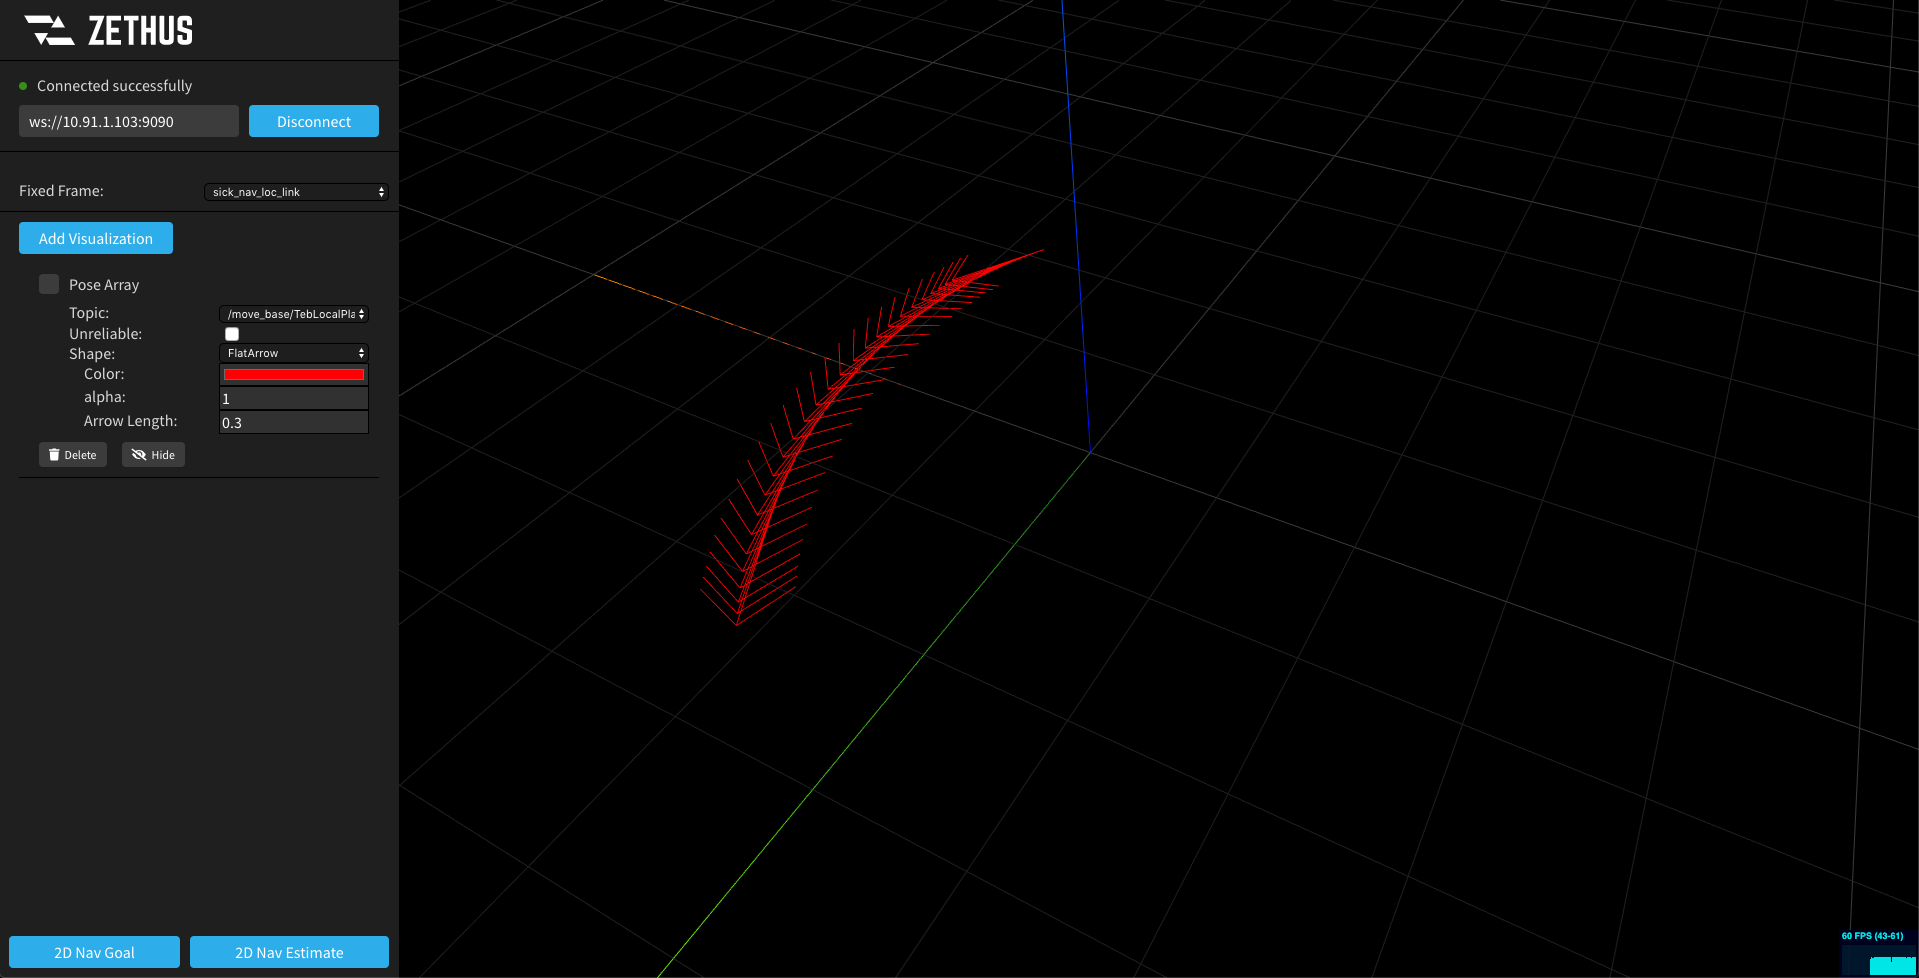 ZETHUS
Connected successfully
ws://10.91.1.103:9090
Disconnect
Fixed Frame:
sick_nav_loc_link
Add Visualization
Pose Array
Topic:
/move_base/TebLocalPla
Unreliable:
Shape:
FlatArrow
Color:
alpha:
1
Arrow Length:
0.3
Delete
Hide
2D Nav Goal
2D Nav Estimate
60 FPS (43-61)